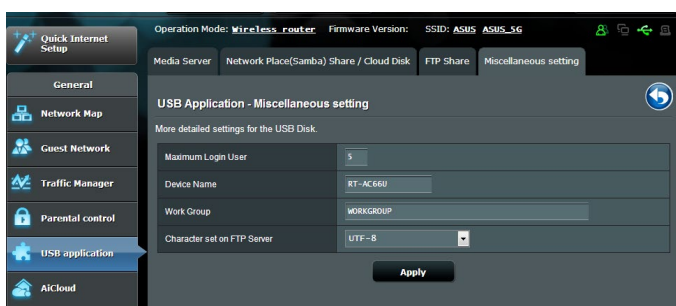 Quick Internet
Setup
Operation Mode: Wireless router Firmware Version: SSID: ASUS ASUS_5G
Media Server Network Place(Samba) Share / Cloud Disk FTP Share Miscellaneous setting
General
Network Map
Guest Network
Traffic Manager
Parental control
USB application
AiCloud
USB Application - Miscellaneous setting
More detailed settings for the USB Disk.
Maximum Login User 5
Device Name RT-AC66U
Work Group WORKGROUP
Character set on FTP Server UTF-8
Apply